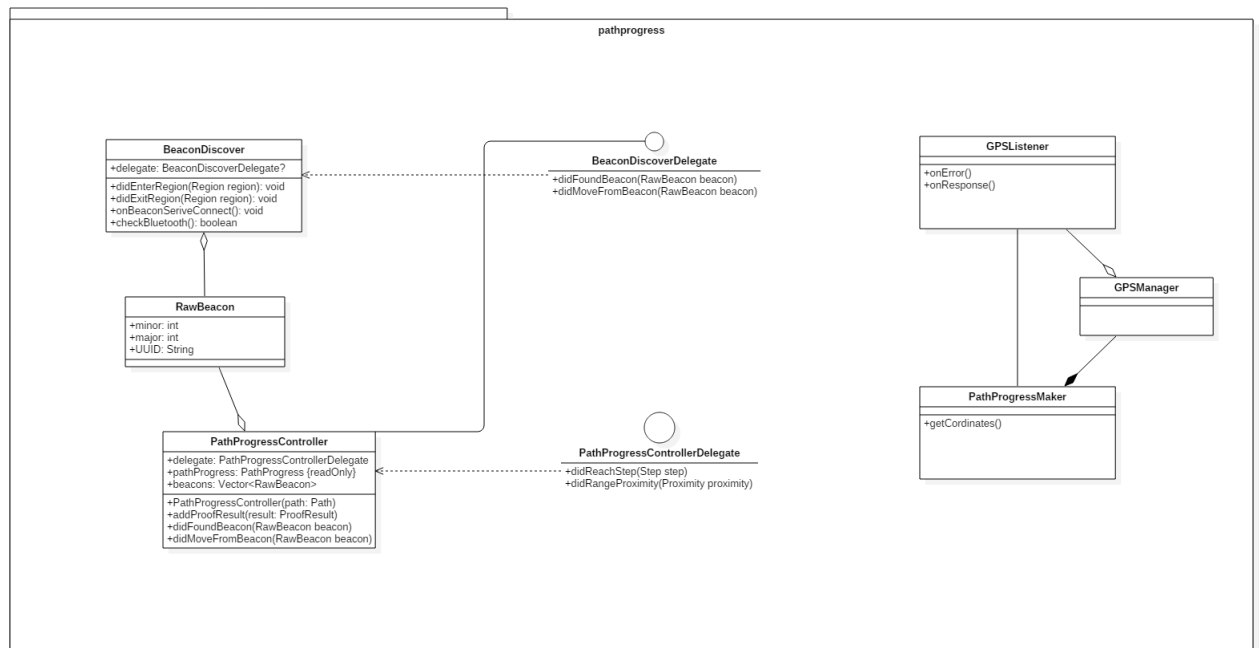 pathprogress
BeaconDiscover
+delegate: BeaconDiscoverDelegate?
+didEnterRegion(Region region): void
+didExitRegion(Region region): void
+onBeaconSeriveConnect(): void
+checkBluetooth(): boolean
BeaconDiscoverDelegate
+didFoundBeacon(RawBeacon beacon)
+didMoveFromBeacon(RawBeacon beacon)
GPSListener
+onError()
+onResponse()
RawBeacon
+minor: int
+major: int
+UUID: String
GPSManager
PathProgressController
+delegate: PathProgressControllerDelegate
+pathProgress: PathProgress {readOnly}
+beacons: Vector<RawBeacon>
+PathProgressController(path: Path)
+addProofResult(result: ProofResult)
+didFoundBeacon(RawBeacon beacon)
+didMoveFromBeacon(RawBeacon beacon)
PathProgressControllerDelegate
+didReachStep(Step step)
+didRangeProximity(Proximity proximity)
PathProgressMaker
+getCordinates()